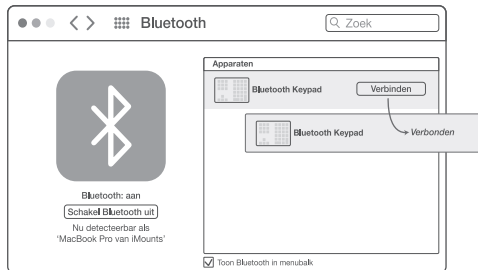 Bluetooth
Zoek
Apparaten
Bluetooth Keypad
Verbinden
Bluetooth Keypad
Verbonden
Bluetooth: aan
Schakel Bluetooth uit
Nu detecteerbar als
'MacBook Pro van iMounts'
Toon Bluetooth in menubalk